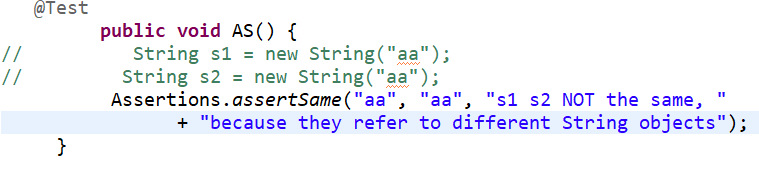 @Test
public void AS() {
// String s1 = new String("aa");
// String s2 = new String("aa");
Assertions.assertSame("aa", "aa", "s1 s2 NOT the same, "
+ "because they refer to different String objects");
}